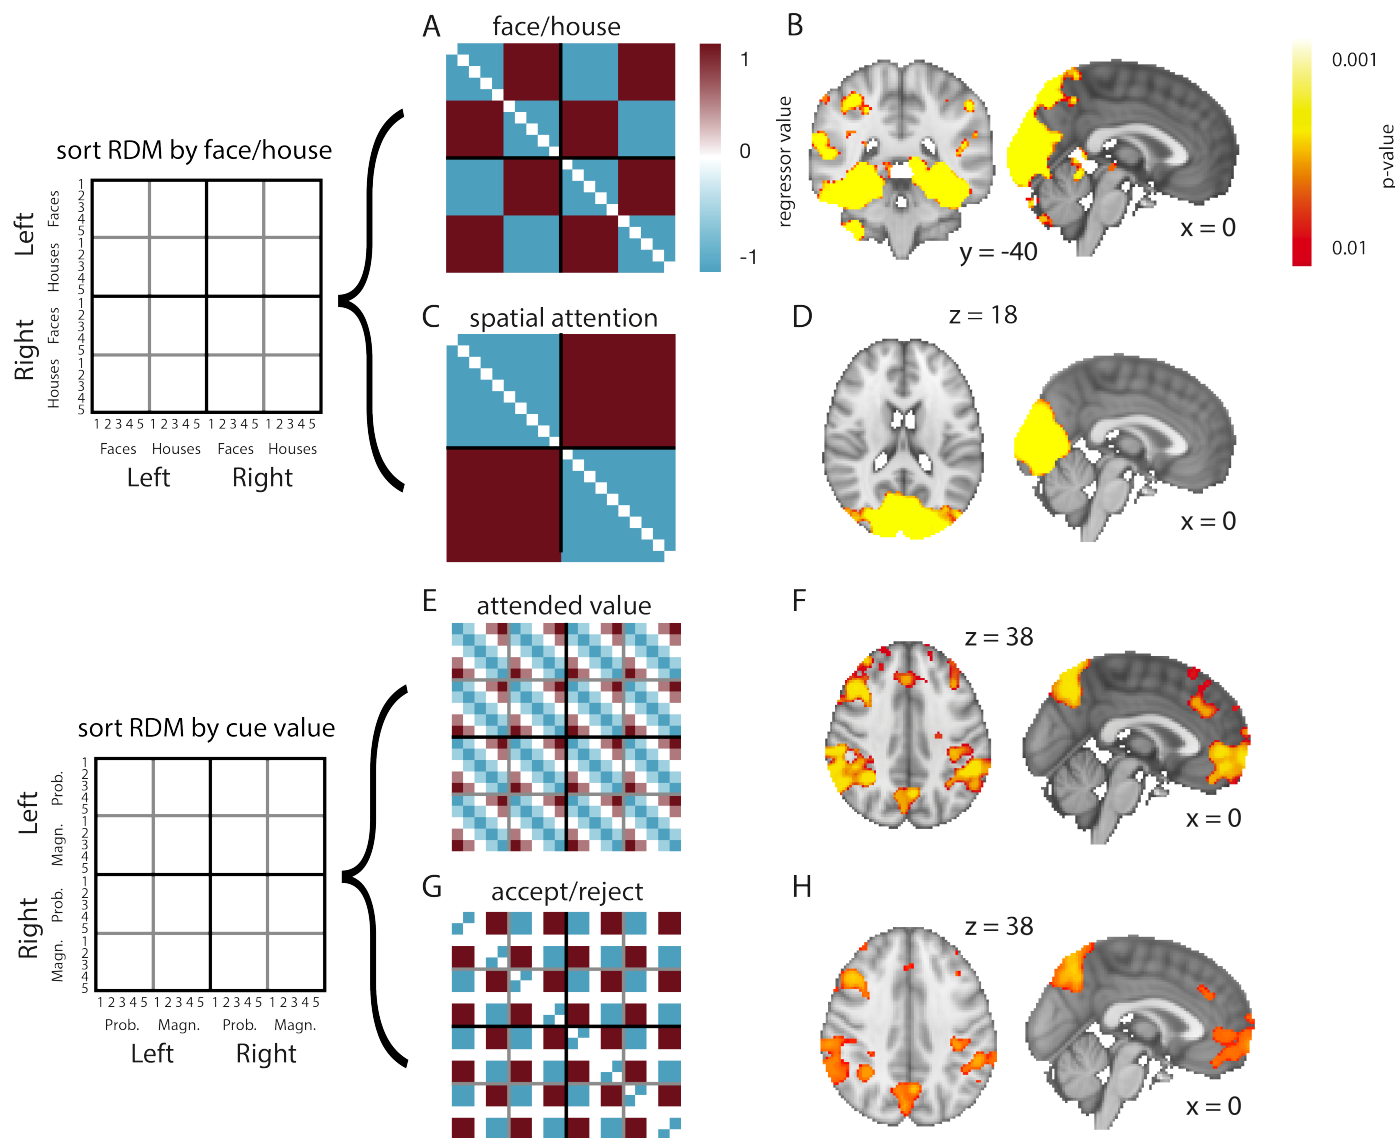 A face/house
1
0
-1
regressor value
B
y = -40
x = 0
0.001
0.01
p-value
sort RDM by face/house
Left
Right
Faces
Houses
Faces
Houses
1
2
3
4
5
1
2
3
4
5
1
2
3
4
5
1
2
3
4
5
1 2 3 4 5 1 2 3 4 5 1 2 3 4 5 1 2 3 4 5
Faces Houses Faces Houses
Left Right
C spatial attention
D
z = 18
x = 0
E attended value
F
z = 38
x = 0
sort RDM by cue value
Left
Right
Prob.
Magn.
Prob.
Magn.
1
2
3
4
5
1
2
3
4
5
1
2
3
4
5
1
2
3
4
5
1 2 3 4 5 1 2 3 4 5 1 2 3 4 5 1 2 3 4 5
Prob. Magn. Prob. Magn.
Left Right
G accept/reject
H
z = 38
x = 0